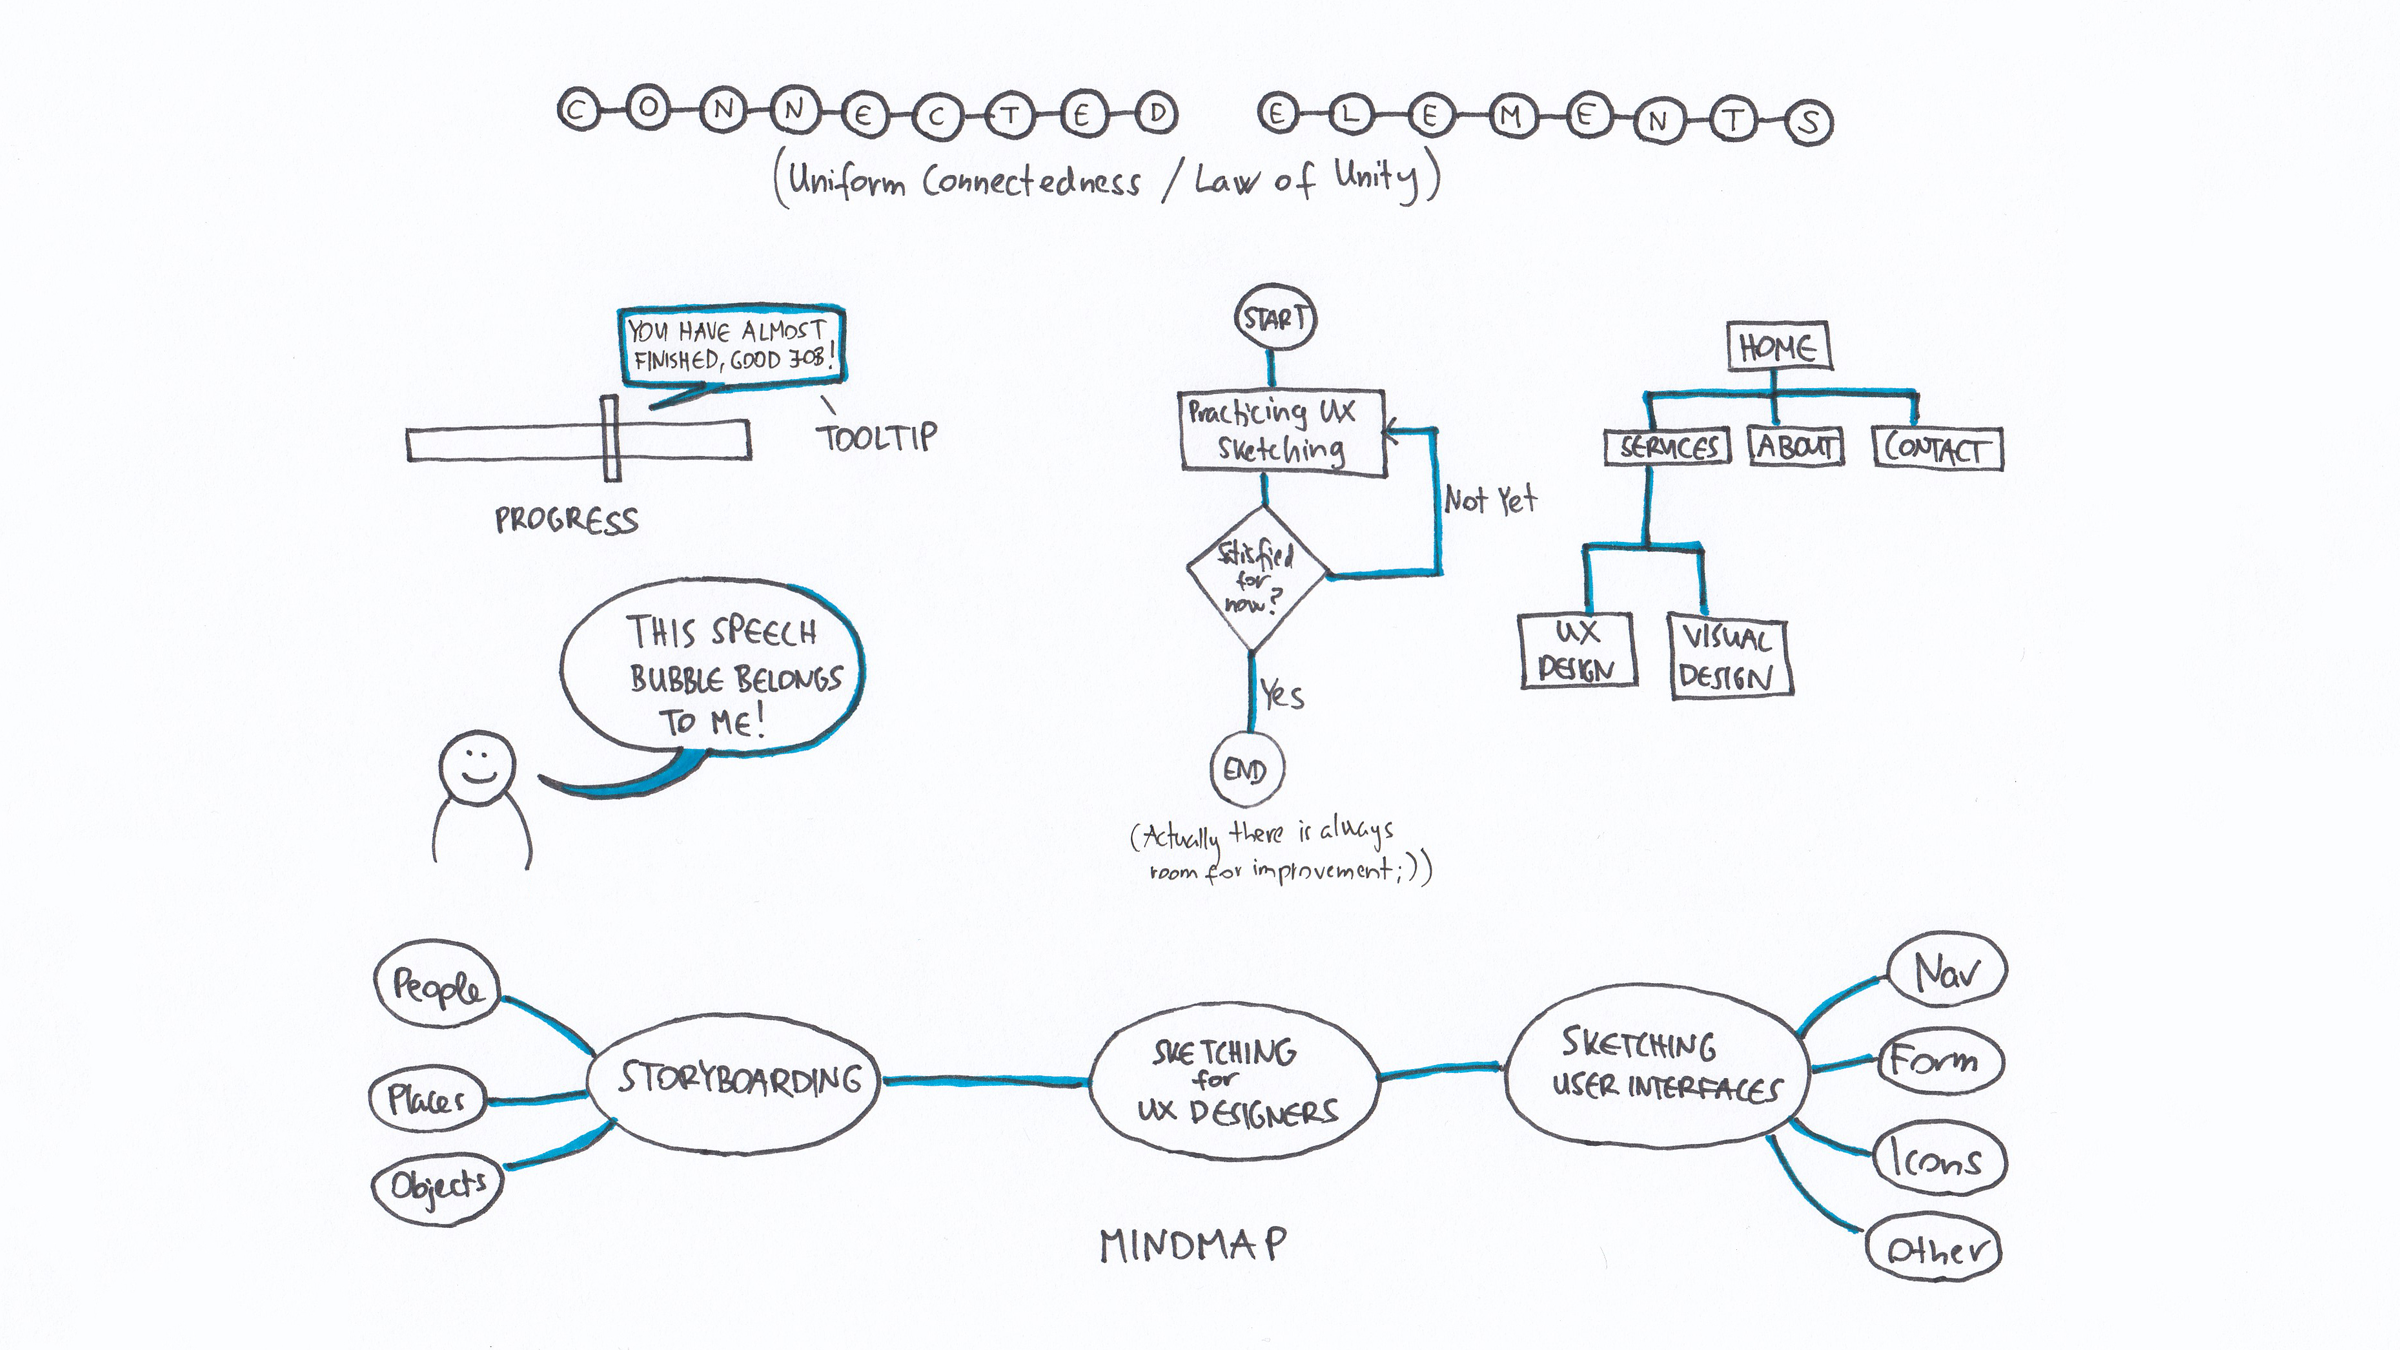 CONNECTED ELEMENTS
(Uniform Connectedness / Law of Unity)
YOU HAVE ALMOST
FINISHED, GOOD JOB!
TOOLTIP
PROGRESS
THIS SPEECH
BUBBLE BELONGS
TO ME!
START
Practicing UX
Sketching
Not Yet
Satisfied
for
now?
Yes
END
(Actually there is always
room for improvement;))
HOME
SERVICES
ABOUT
CONTACT
UX
DESIGN
VISUAL
DESIGN
People
Places
Objects
STORYBOARDING
SKETCHING
for
UX DESIGNERS
SKETCHING
USER INTERFACES
Nav
Form
Icons
Other
MINDMAP